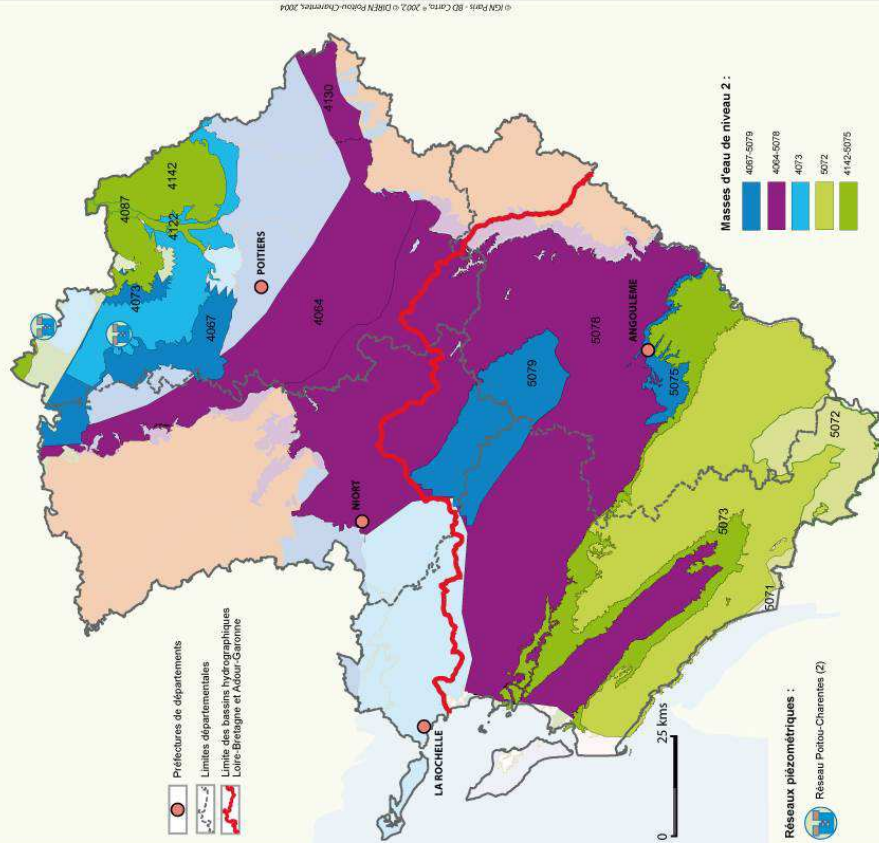 © IGN Paris - BD Carto, ® 2002, © DIREN Poitou-Charentes, 2004
Préfectures de départements
Limites départementales
Limite des bassins hydrographiques
Loire-Bretagne et Adour-Garonne
4087
4142
4122
4073
4067
POITIERS
4130
4064
NIORT
LA ROCHELLE
5079
5078
ANGOULEME
5075
5073
5072
5071
0
25 kms
Réseaux piézométriques :
Réseau Poitou-Charentes (2)
Masses d'eau de niveau 2 :
4067-5079
4064-5078
4073
5072
4142-5075